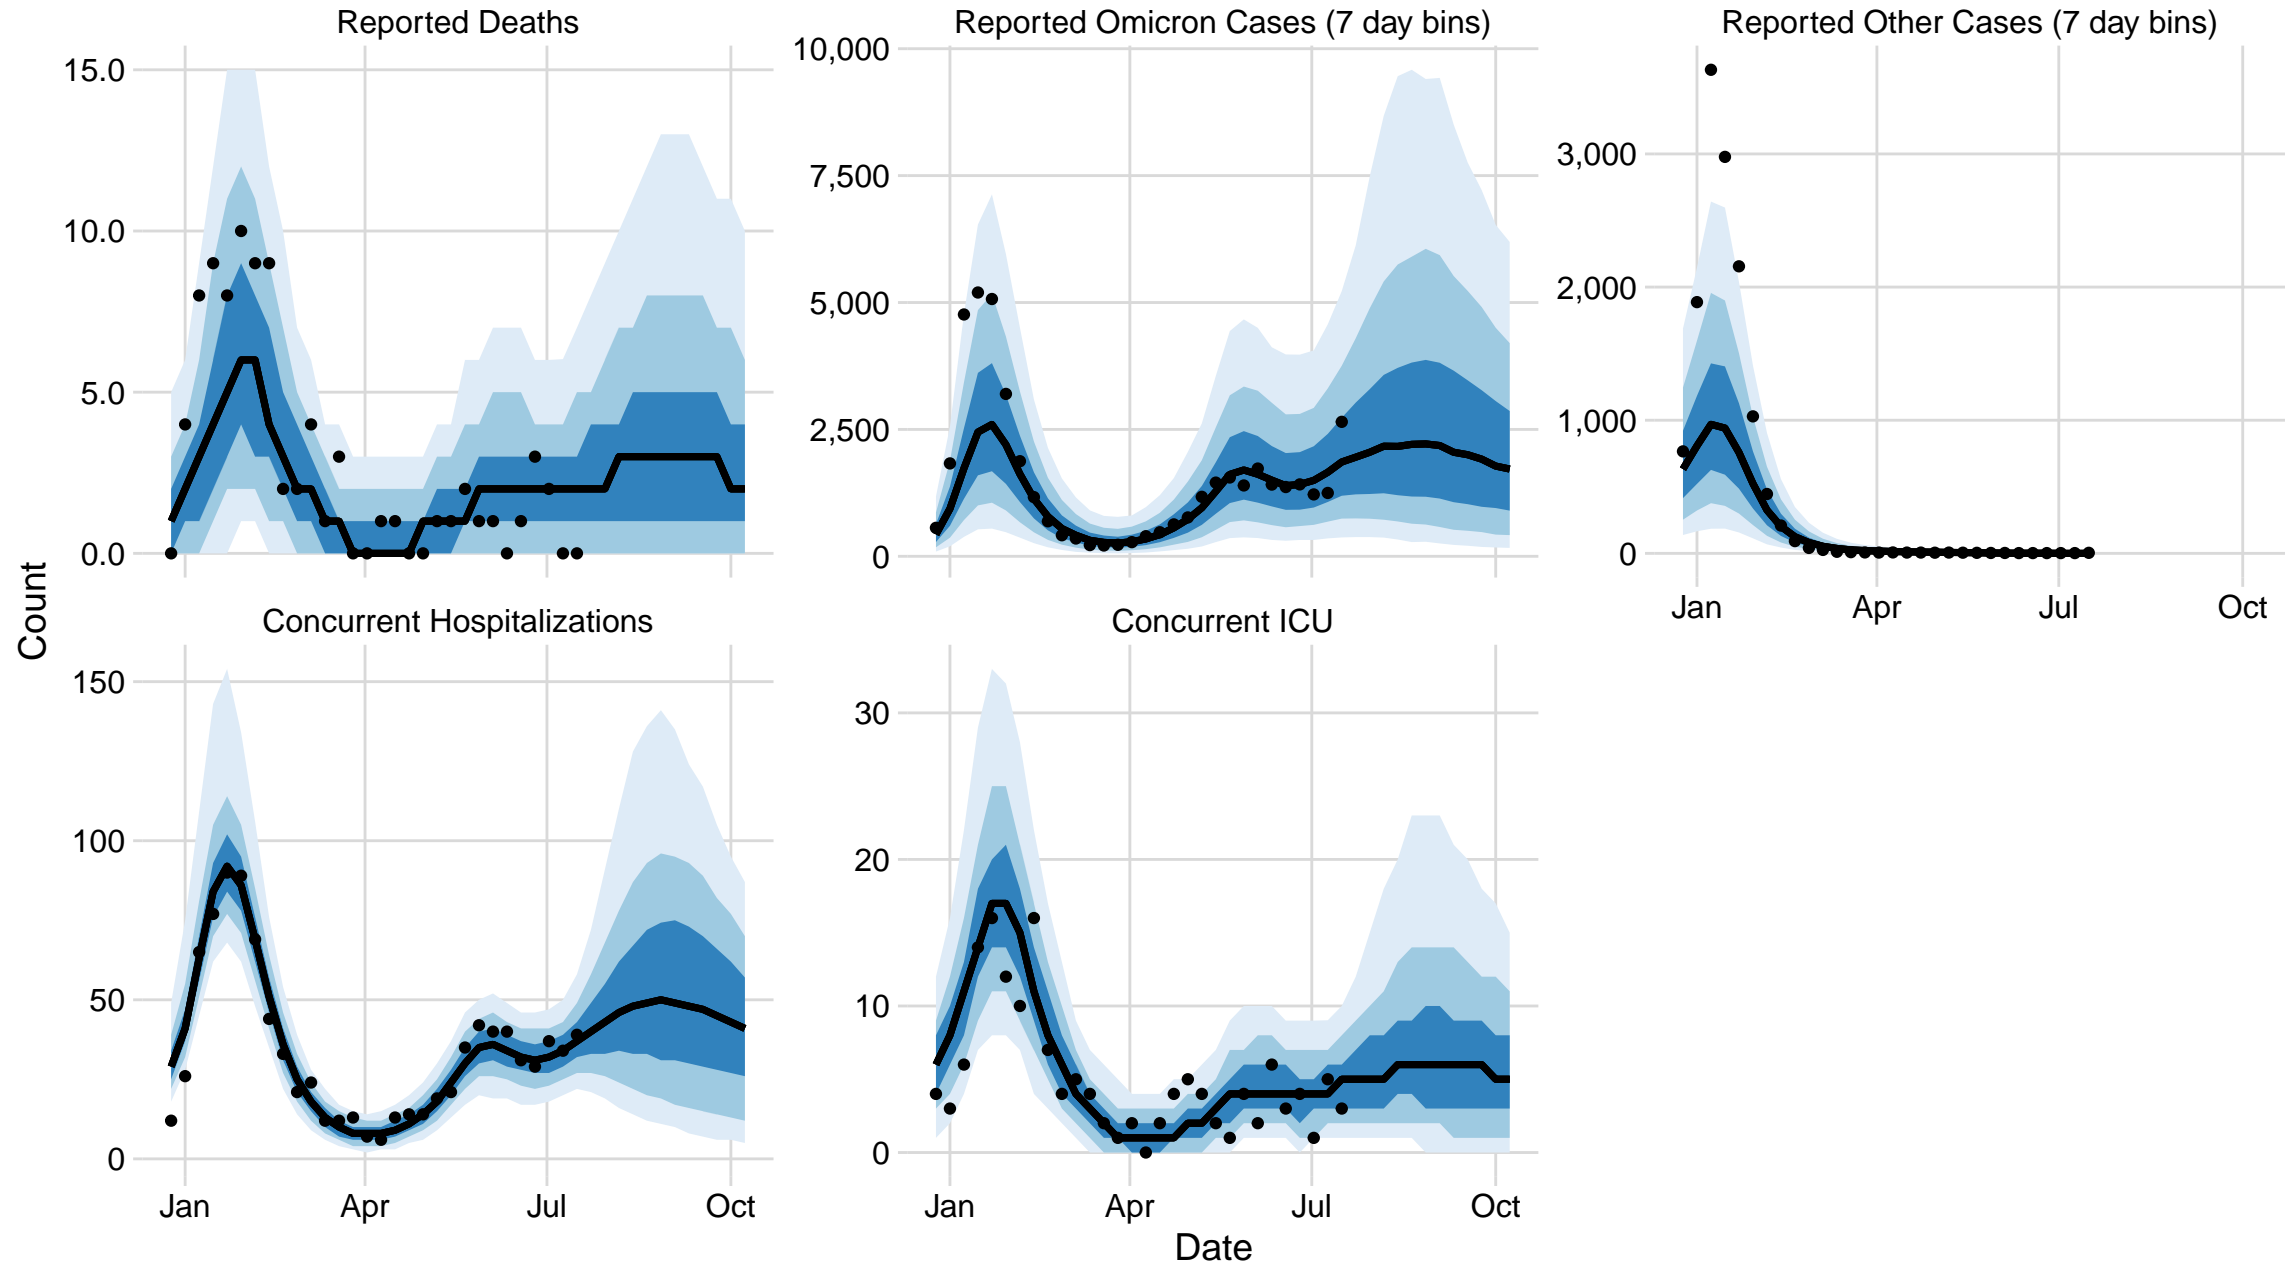 Reported Deaths
Reported Omicron Cases (7 day bins)
Reported Other Cases (7 day bins)
15.0
10.0
5.0
0.0
10,000
7,500
5,000
2,500
0
3,000
2,000
1,000
0
Jan Apr Jul Oct
Count
Concurrent Hospitalizations
Concurrent ICU
150
100
50
0
30
20
10
0
Jan Apr Jul Oct
Jan Apr Jul Oct
Date